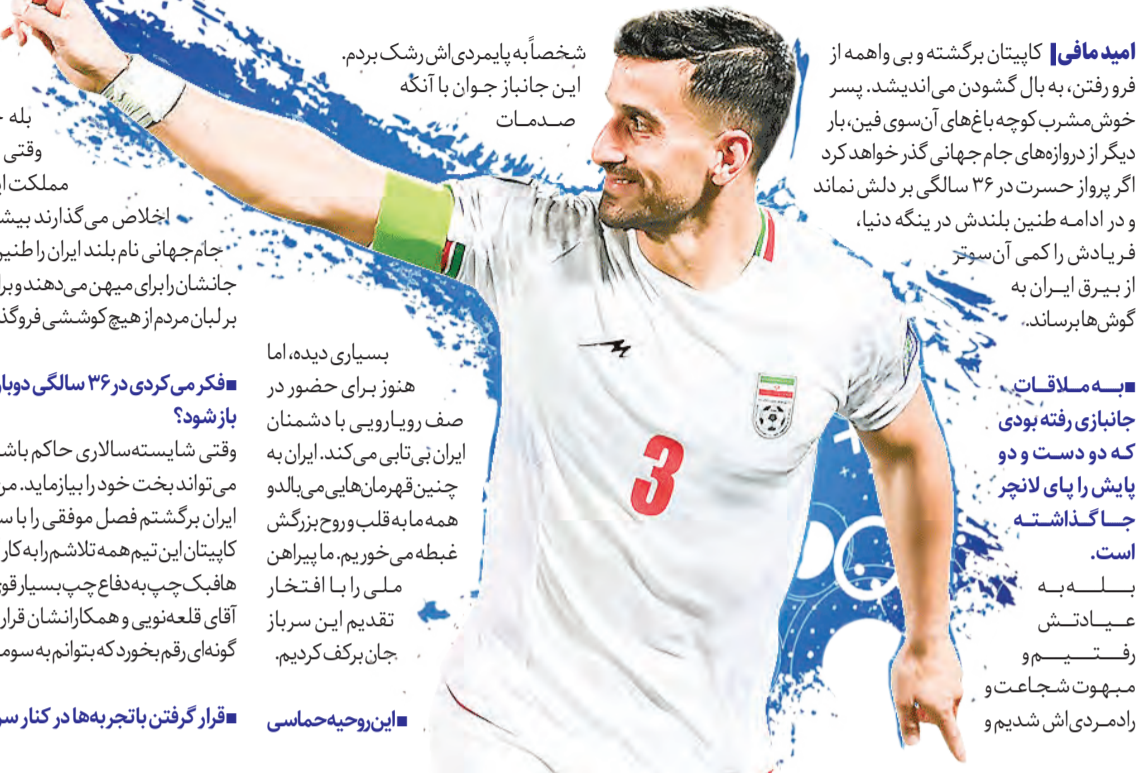 امید مافی| کاپیتان برگشته و بی واهمه از
فرو رفتن، به بال گشودن می‌اندیشد. پسر
خوش‌مشرب کوچه باغ‌های آن‌سوی فین، بار
دیگر از دروازه‌های جام جهانی گذر خواهد کرد
اگر پرواز حسرت در ۳۶ سالگی بر دلش نماند
و در ادامه طنین بلندش در ینگه دنیا،
فریادش را کمی آن‌سوتر
از بیرق ایران به
گوش‌ها برساند.
■به ملاقات
جانبازی رفته بودی
که دو دست و دو
پایش را پای لانچر
جا گذاشته
است.
بله به
عیادتش
رفتیم و
مبهوت شجاعت و
رادمردی‌اش شدیم و
شخصاً به پایمردی‌اش رشک بردم.
این جانباز جوان با آنکه
صدمات
بسیاری دیده، اما
هنوز برای حضور در
صف رویارویی با دشمنان
ایران بی‌تابی می‌کند. ایران به
چنین قهرمان‌هایی می‌بالد و
همه ما به قلب و روح بزرگش
غبطه می‌خوریم. ما پیراهن
ملی را با افتخار
تقدیم این سرباز
جان برکف کردیم.
■این روحیه حماسی
بله
وقتی
مملکت
اخلاص می‌گذارند
جام‌جهانی نام بلند ایران را
جانشان را برای میهن می‌دهند و
بر لبان مردم از هیچ کوششی
■فکر می‌کردی در ۳۶ سالگی
باز شود؟
وقتی شایسته‌سالاری حاکم
می‌تواند بخت خود را بیازماید.
ایران برگشتم فصل موفقی را با
کاپیتان این تیم همه تلاشم را به کار
هافبک چپ به دفاع چپ بسیار
آقای قلعه‌نویی و همکارانشان قرار
گونه‌ای رقم بخورد که بتوانم به
■قرار گرفتن باتجربه‌ها در کنار
3